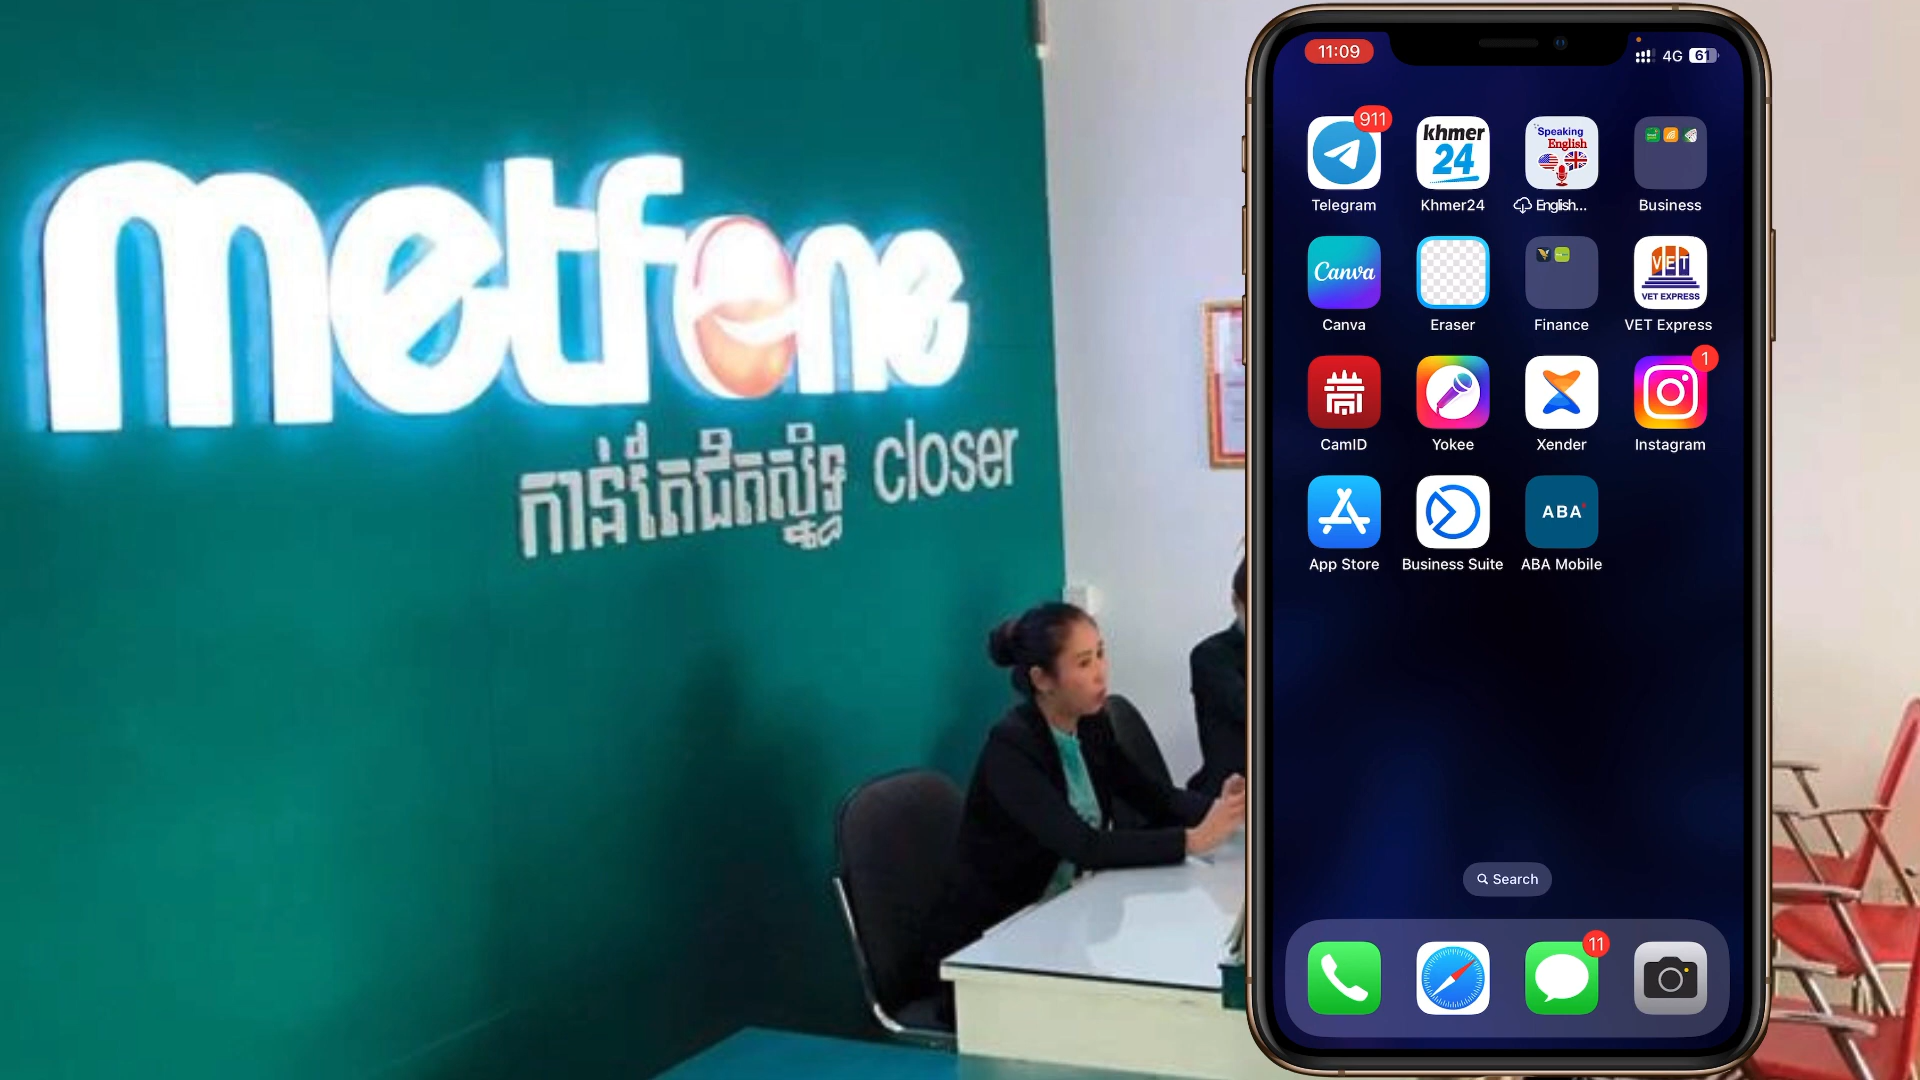 metfone
កាន់តែជិតស្និទ្ធ closer
11:09
4G 61
911
khmer
24
Speaking
English
Telegram
Khmer24
English...
Business
Canva
VET
VET EXPRESS
Canva
Eraser
Finance
VET Express
1
CamID
Yokee
Xender
Instagram
ABA'
App Store
Business Suite
ABA Mobile
Search
11